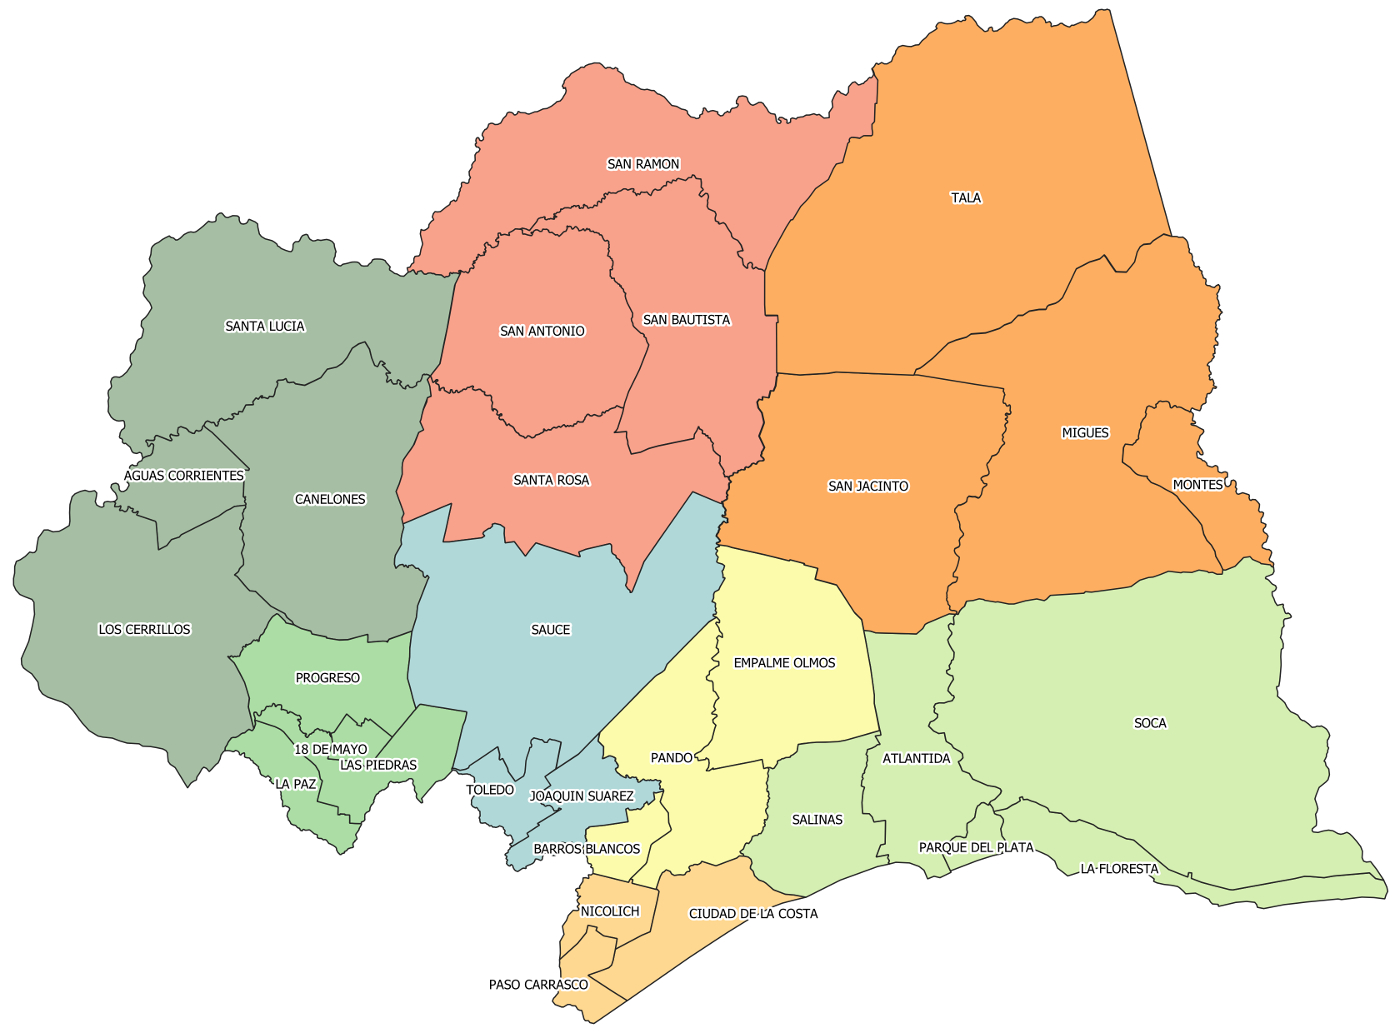 SAN RAMON
TALA
SANTA LUCIA
SAN ANTONIO
SAN BAUTISTA
MIGUES
AGUAS CORRIENTES
CANELONES
SANTA ROSA
SAN JACINTO
MONTES
LOS CERRILLOS
SAUCE
EMPALME OLMOS
PROGRESO
SOCA
18 DE MAYO
LAS PIEDRAS
PANDO
ATLANTIDA
LA PAZ
TOLEDO
JOAQUIN SUAREZ
SALINAS
BARROS BLANCOS
PARQUE DEL PLATA
LA FLORESTA
NICOLICH
CIUDAD DE LA COSTA
PASO CARRASCO